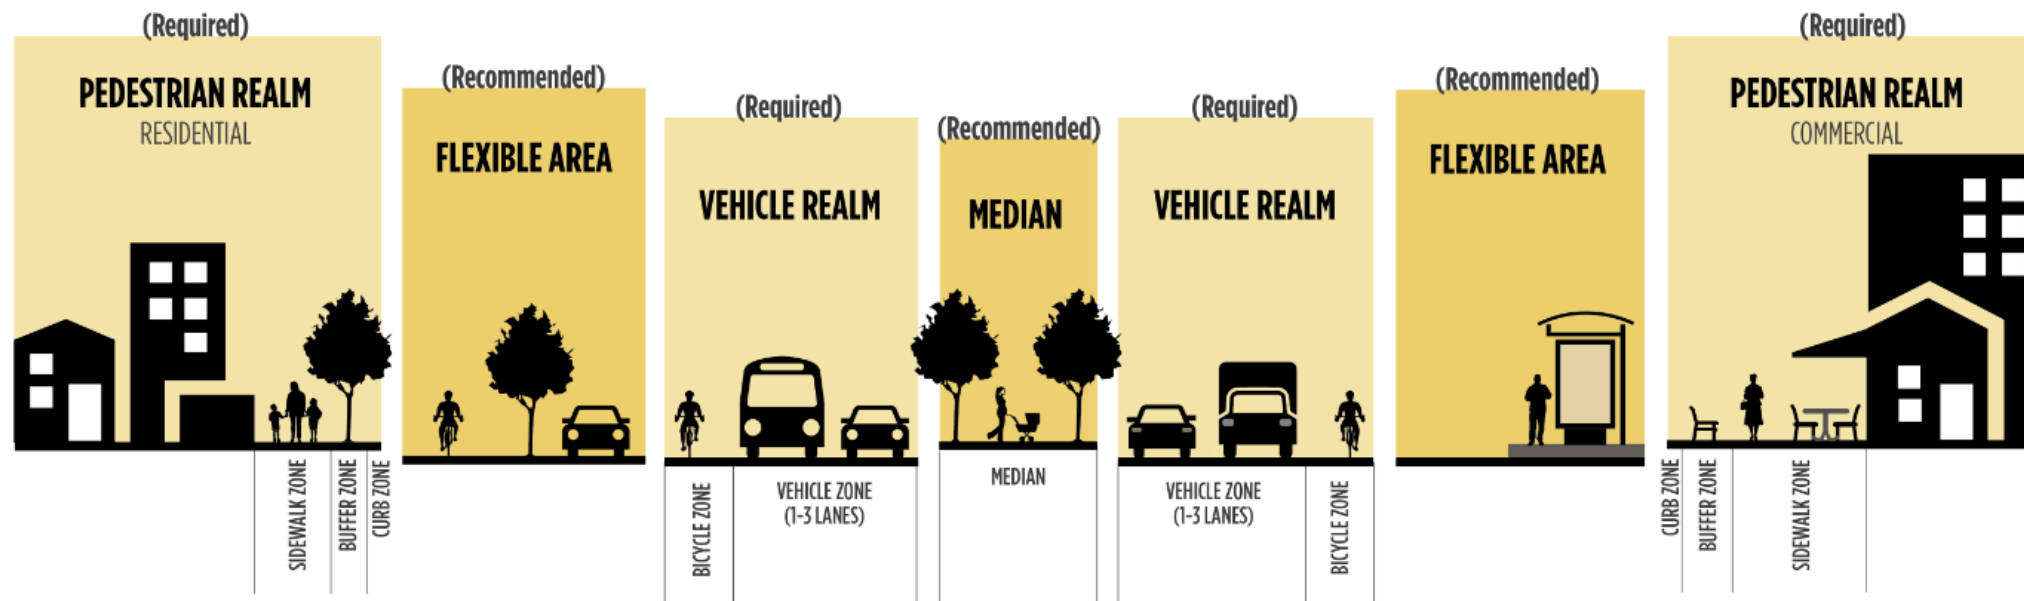 (Required)
PEDESTRIAN REALM
RESIDENTIAL
SIDEWALK ZONE
BUFFER ZONE
CURB ZONE
(Recommended)
FLEXIBLE AREA
(Required)
VEHICLE REALM
BICYCLE ZONE
VEHICLE ZONE
(1-3 LANES)
(Recommended)
MEDIAN
MEDIAN
(Required)
VEHICLE REALM
VEHICLE ZONE
(1-3 LANES)
BICYCLE ZONE
(Recommended)
FLEXIBLE AREA
(Required)
PEDESTRIAN REALM
COMMERCIAL
CURB ZONE
BUFFER ZONE
SIDEWALK ZONE